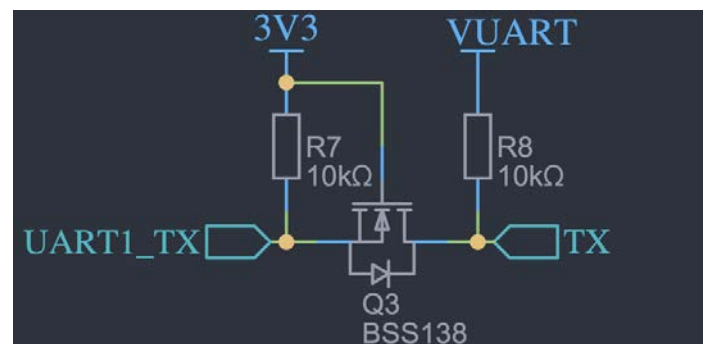 3V3
VUART
R7
10kΩ
R8
10kΩ
UART1_TX
TX
Q3
BSS138